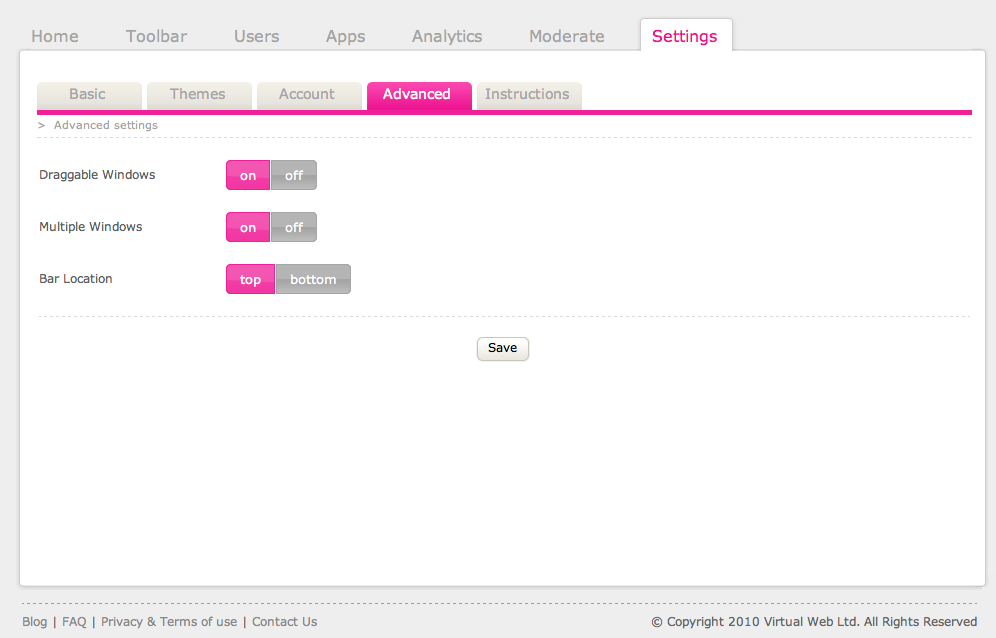 Home Toolbar Users Apps Analytics Moderate Settings
Basic Themes Account Advanced Instructions
> Advanced settings
Draggable Windows on off
Multiple Windows on off
Bar Location top bottom
Save
Blog | FAQ | Privacy & Terms of use | Contact Us © Copyright 2010 Virtual Web Ltd. All Rights Reserved